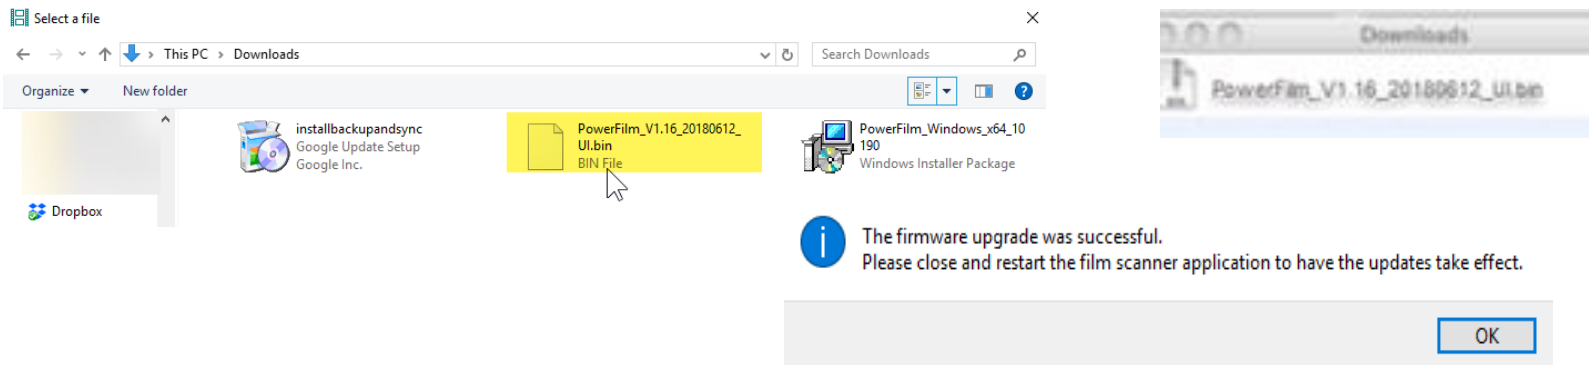 Select a file
This PC > Downloads
Search Downloads
Organize
New folder
Dropbox
installbackupandsync
Google Update Setup
Google Inc.
PowerFilm_V1.16_20180612_
UI.bin
BIN File
PowerFilm_Windows_x64_10
190
Windows Installer Package
Downloads
PowerFilm_V1.16_20180612_UI.bin
The firmware upgrade was successful.
Please close and restart the film scanner application to have the updates take effect.
OK